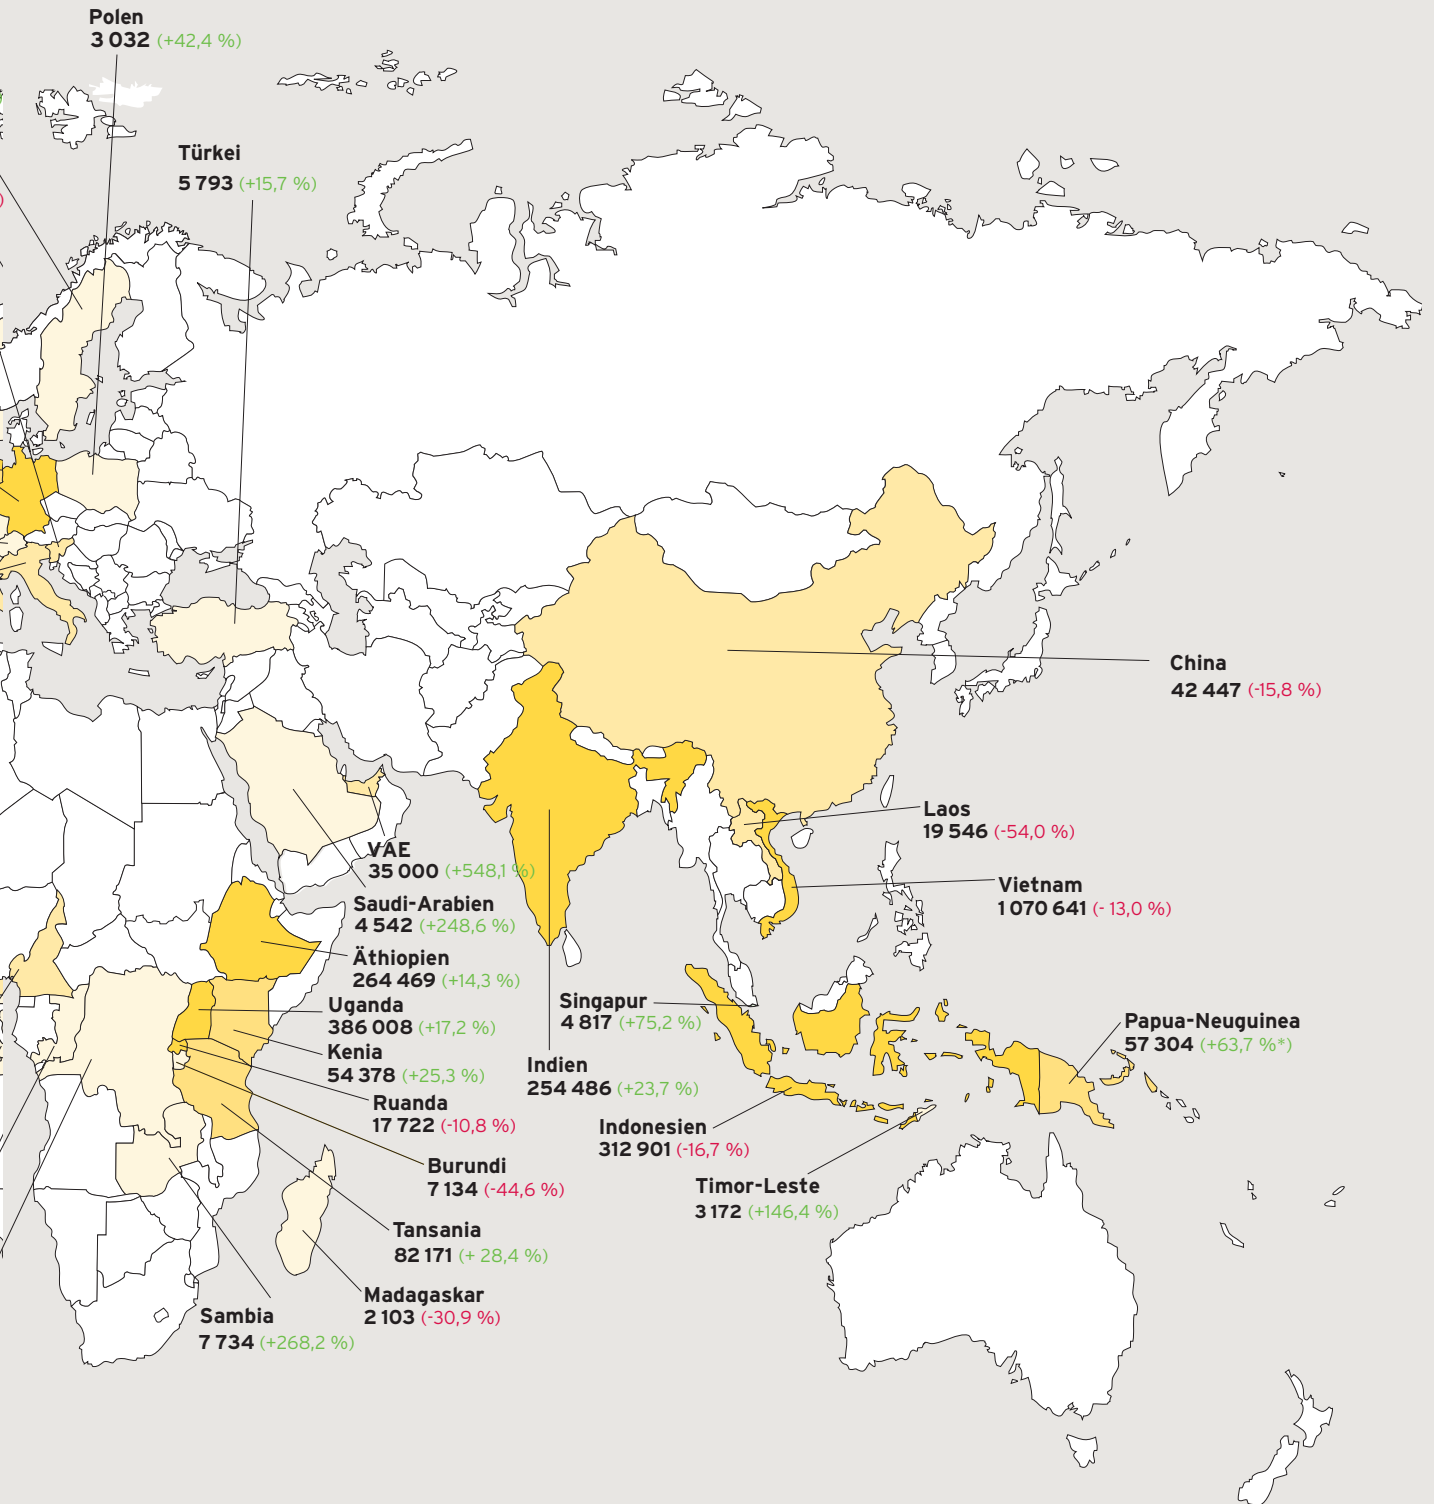 Polen
3 032 (+42,4 %)
Türkei
5 793 (+15,7 %)
)
China
42 447 (-15,8 %)
Laos
19 546 (-54,0 %)
VAE
35 000 (+548,1 %)
Vietnam
1 070 641 (- 13,0 %)
Saudi-Arabien
4 542 (+248,6 %)
Äthiopien
264 469 (+14,3 %)
Uganda
386 008 (+17,2 %)
Singapur
4 817 (+75,2 %)
Papua-Neuguinea
57 304 (+63,7 %*)
Kenia
54 378 (+25,3 %)
Indien
254 486 (+23,7 %)
Ruanda
17 722 (-10,8 %)
Indonesien
312 901 (-16,7 %)
Burundi
7 134 (-44,6 %)
Timor-Leste
3 172 (+146,4 %)
Tansania
82 171 (+ 28,4 %)
Madagaskar
2 103 (-30,9 %)
Sambia
7 734 (+268,2 %)